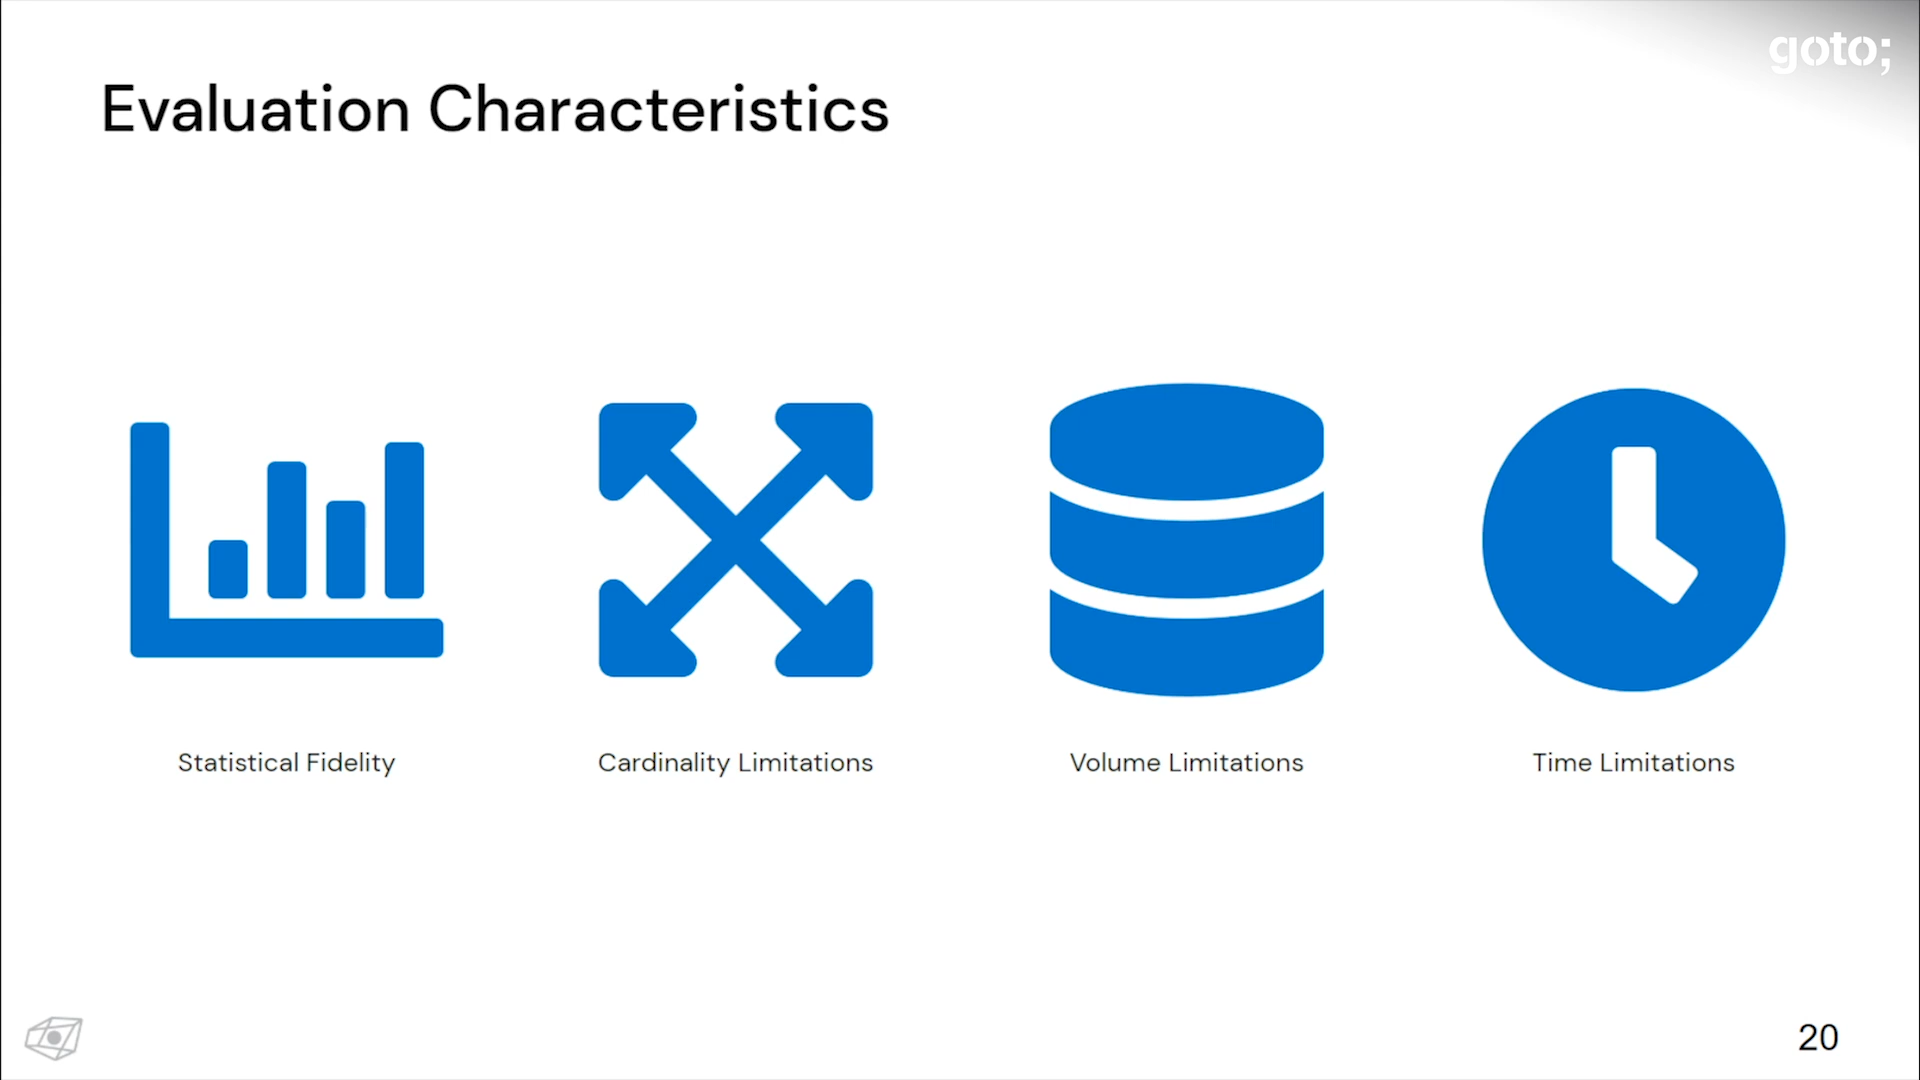 goto;
Evaluation Characteristics
Statistical Fidelity
Cardinality Limitations
Volume Limitations
Time Limitations
20